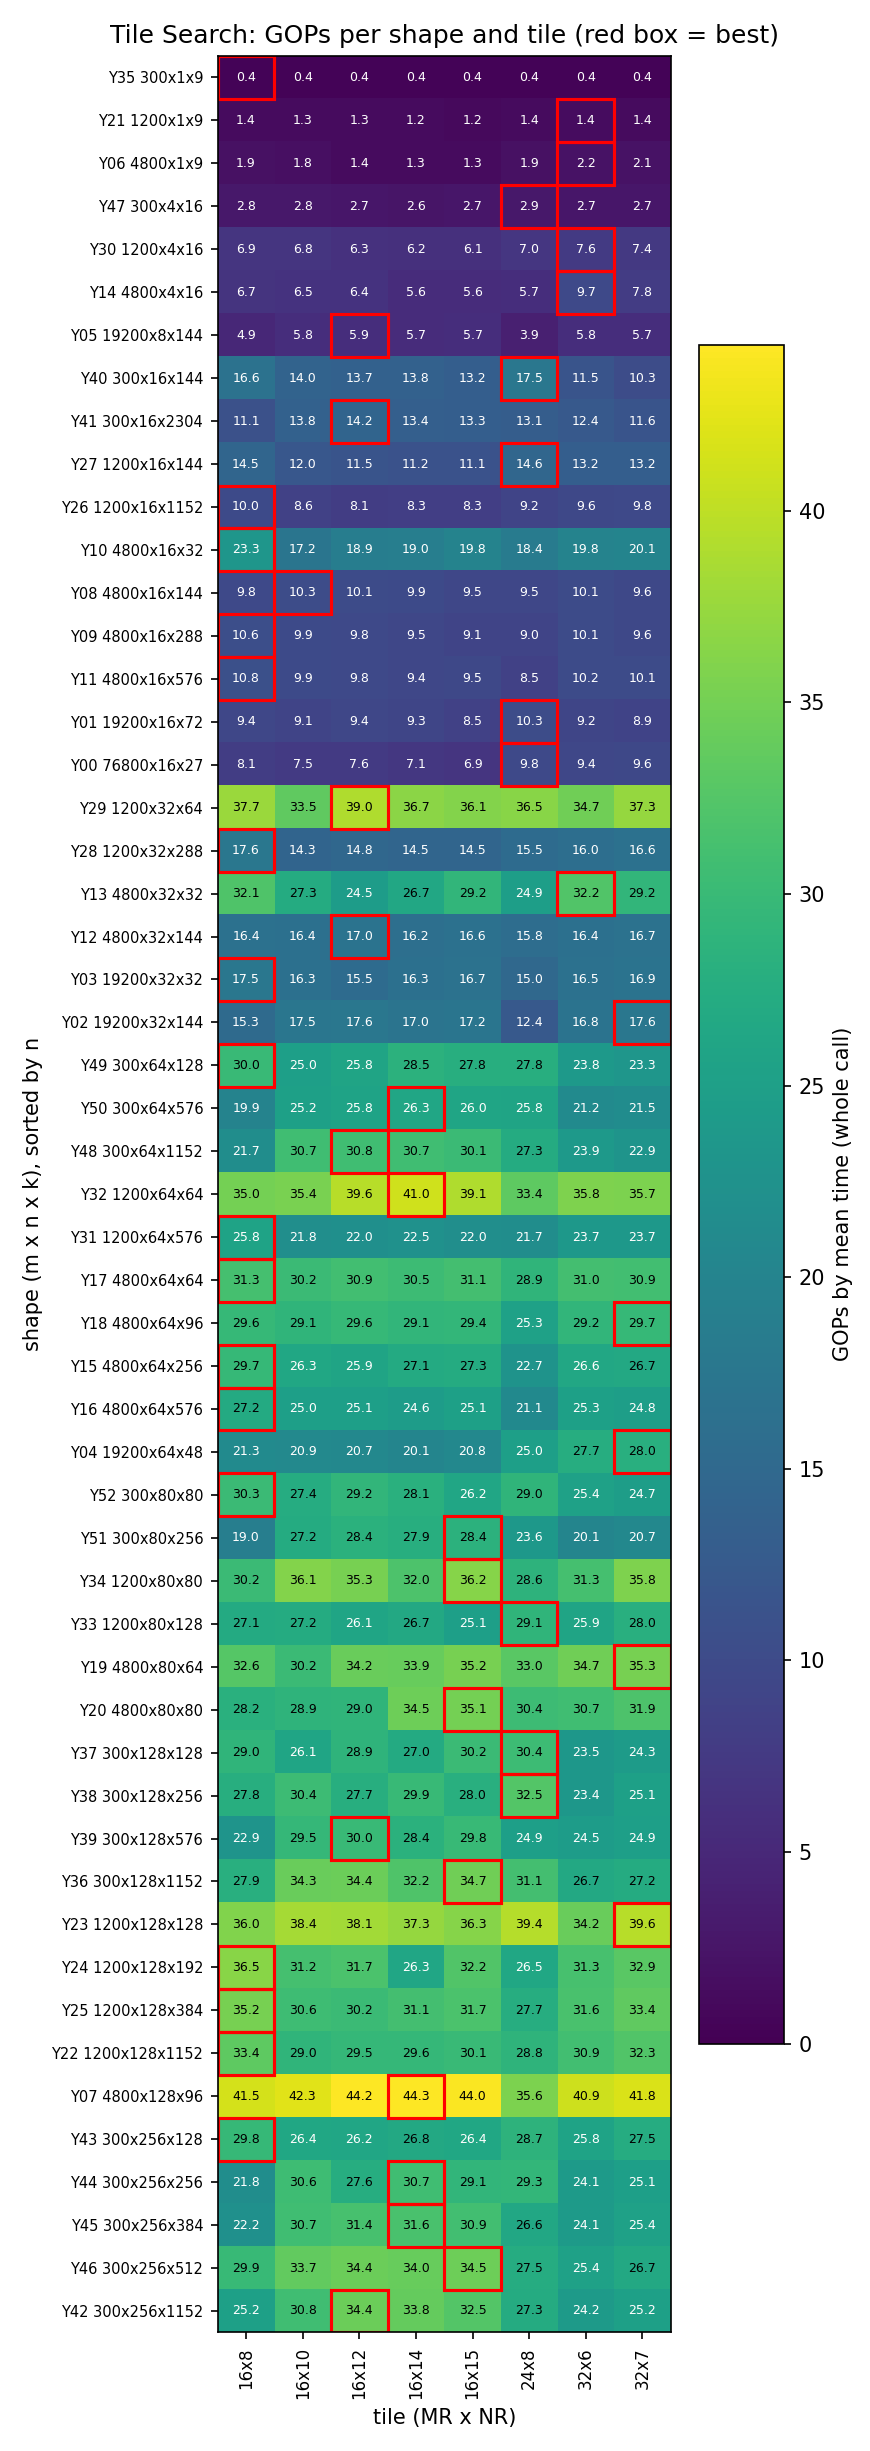 Tile Search: GOPs per shape and tile (red box = best)
Y35 300x1x9 0.4 0.4 0.4 0.4 0.4 0.4 0.4 0.4
Y21 1200x1x9 1.4 1.3 1.3 1.2 1.2 1.4 1.4 1.4
Y06 4800x1x9 1.9 1.8 1.4 1.3 1.3 1.9 2.2 2.1
Y47 300x4x16 2.8 2.8 2.7 2.6 2.7 2.9 2.7 2.7
Y30 1200x4x16 6.9 6.8 6.3 6.2 6.1 7.0 7.6 7.4
Y14 4800x4x16 6.7 6.5 6.4 5.6 5.6 5.7 9.7 7.8
Y05 19200x8x144 4.9 5.8 5.9 5.7 5.7 3.9 5.8 5.7
Y40 300x16x144 16.6 14.0 13.7 13.8 13.2 17.5 11.5 10.3
Y41 300x16x2304 11.1 13.8 14.2 13.4 13.3 13.1 12.4 11.6
Y27 1200x16x144 14.5 12.0 11.5 11.2 11.1 14.6 13.2 13.2
Y26 1200x16x1152 10.0 8.6 8.1 8.3 8.3 9.2 9.6 9.8
Y10 4800x16x32 23.3 17.2 18.9 19.0 19.8 18.4 19.8 20.1
Y08 4800x16x144 9.8 10.3 10.1 9.9 9.5 9.5 10.1 9.6
Y09 4800x16x288 10.6 9.9 9.8 9.5 9.1 9.0 10.1 9.6
Y11 4800x16x576 10.8 9.9 9.8 9.4 9.5 8.5 10.2 10.1
Y01 19200x16x72 9.4 9.1 9.4 9.3 8.5 10.3 9.2 8.9
Y00 76800x16x27 8.1 7.5 7.6 7.1 6.9 9.8 9.4 9.6
Y29 1200x32x64 37.7 33.5 39.0 36.7 36.1 36.5 34.7 37.3
Y28 1200x32x288 17.6 14.3 14.8 14.5 14.5 15.5 16.0 16.6
Y13 4800x32x32 32.1 27.3 24.5 26.7 29.2 24.9 32.2 29.2
Y12 4800x32x144 16.4 16.4 17.0 16.2 16.6 15.8 16.4 16.7
Y03 19200x32x32 17.5 16.3 15.5 16.3 16.7 15.0 16.5 16.9
Y02 19200x32x144 15.3 17.5 17.6 17.0 17.2 12.4 16.8 17.6
Y49 300x64x128 30.0 25.0 25.8 28.5 27.8 27.8 23.8 23.3
Y50 300x64x576 19.9 25.2 25.8 26.3 26.0 25.8 21.2 21.5
Y48 300x64x1152 21.7 30.7 30.8 30.7 30.1 27.3 23.9 22.9
Y32 1200x64x64 35.0 35.4 39.6 41.0 39.1 33.4 35.8 35.7
Y31 1200x64x576 25.8 21.8 22.0 22.5 22.0 21.7 23.7 23.7
Y17 4800x64x64 31.3 30.2 30.9 30.5 31.1 28.9 31.0 30.9
Y18 4800x64x96 29.6 29.1 29.6 29.1 29.4 25.3 29.2 29.7
Y15 4800x64x256 29.7 26.3 25.9 27.1 27.3 22.7 26.6 26.7
Y16 4800x64x576 27.2 25.0 25.1 24.6 25.1 21.1 25.3 24.8
Y04 19200x64x48 21.3 20.9 20.7 20.1 20.8 25.0 27.7 28.0
Y52 300x80x80 30.3 27.4 29.2 28.1 26.2 29.0 25.4 24.7
Y51 300x80x256 19.0 27.2 28.4 27.9 28.4 23.6 20.1 20.7
Y34 1200x80x80 30.2 36.1 35.3 32.0 36.2 28.6 31.3 35.8
Y33 1200x80x128 27.1 27.2 26.1 26.7 25.1 29.1 25.9 28.0
Y19 4800x80x64 32.6 30.2 34.2 33.9 35.2 33.0 34.7 35.3
Y20 4800x80x80 28.2 28.9 29.0 34.5 35.1 30.4 30.7 31.9
Y37 300x128x128 29.0 26.1 28.9 27.0 30.2 30.4 23.5 24.3
Y38 300x128x256 27.8 30.4 27.7 29.9 28.0 32.5 23.4 25.1
Y39 300x128x576 22.9 29.5 30.0 28.4 29.8 24.9 24.5 24.9
Y36 300x128x1152 27.9 34.3 34.4 32.2 34.7 31.1 26.7 27.2
Y23 1200x128x128 36.0 38.4 38.1 37.3 36.3 39.4 34.2 39.6
Y24 1200x128x192 36.5 31.2 31.7 26.3 32.2 26.5 31.3 32.9
Y25 1200x128x384 35.2 30.6 30.2 31.1 31.7 27.7 31.6 33.4
Y22 1200x128x1152 33.4 29.0 29.5 29.6 30.1 28.8 30.9 32.3
Y07 4800x128x96 41.5 42.3 44.2 44.3 44.0 35.6 40.9 41.8
Y43 300x256x128 29.8 26.4 26.2 26.8 26.4 28.7 25.8 27.5
Y44 300x256x256 21.8 30.6 27.6 30.7 29.1 29.3 24.1 25.1
Y45 300x256x384 22.2 30.7 31.4 31.6 30.9 26.6 24.1 25.4
Y46 300x256x512 29.9 33.7 34.4 34.0 34.5 27.5 25.4 26.7
Y42 300x256x1152 25.2 30.8 34.4 33.8 32.5 27.3 24.2 25.2
16x8 16x10 16x12 16x14 16x15 24x8 32x6 32x7
tile (MR x NR)
shape (m x n x k), sorted by n
40
35
30
25
20
15
10
5
0
GOPs by mean time (whole call)